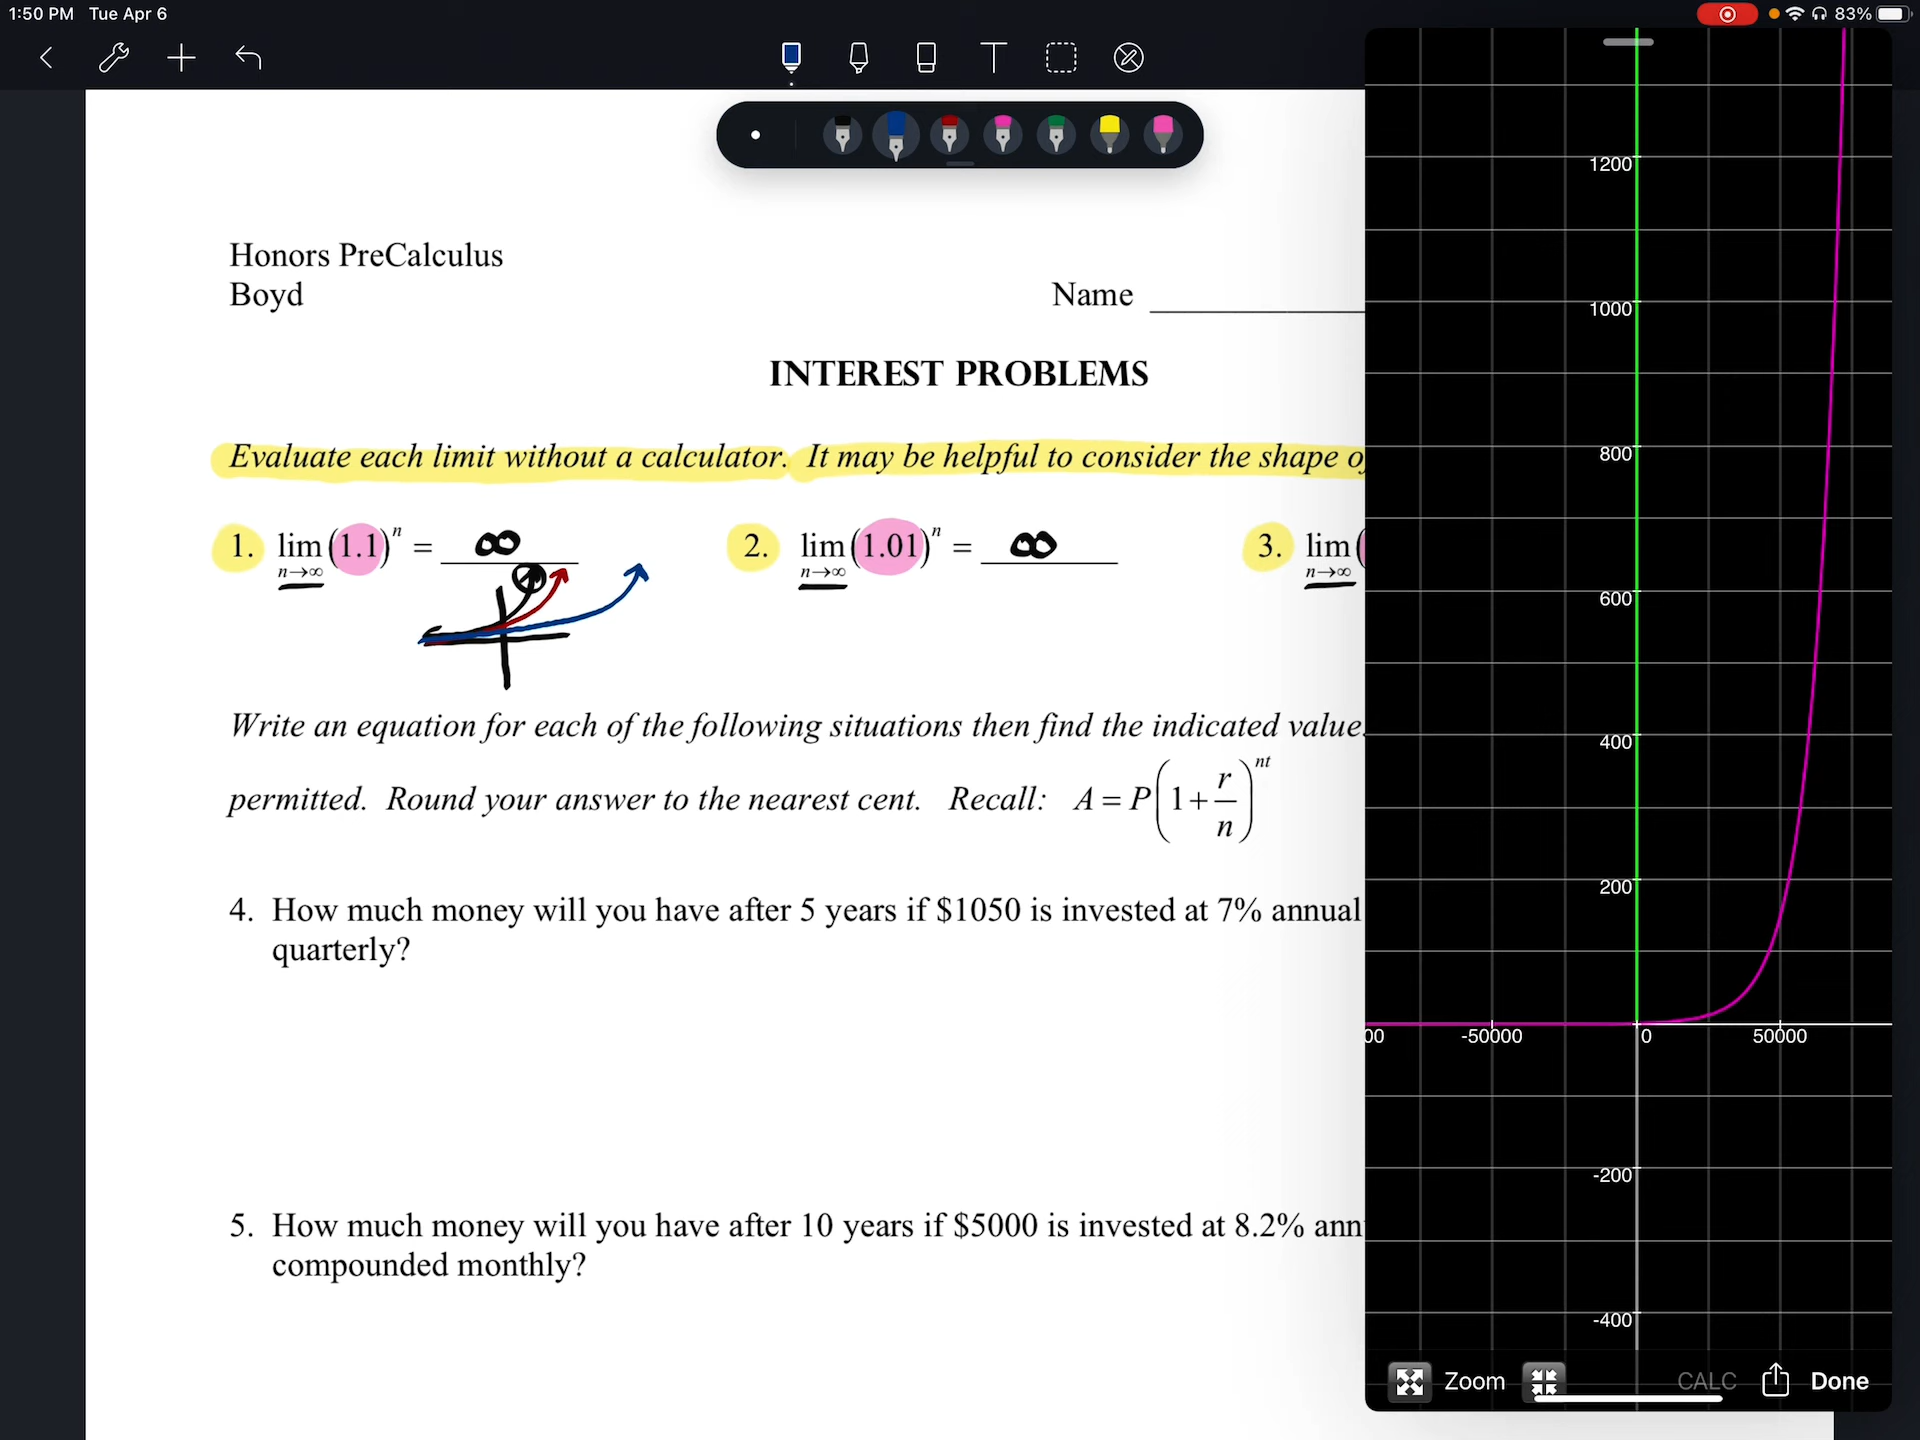 1:50 PM Tue Apr 6
83%
Honors PreCalculus
Boyd
Name
INTEREST PROBLEMS
Evaluate each limit without a calculator. It may be helpful to consider the shape o
1. lim n→∞ (1.1)^n = ∞
2. lim n→∞ (1.01)^n = ∞
3. lim n→∞ (
Write an equation for each of the following situations then find the indicated value.
permitted. Round your answer to the nearest cent. Recall: A = P(1 + r/n)^nt
4. How much money will you have after 5 years if $1050 is invested at 7% annual
quarterly?
5. How much money will you have after 10 years if $5000 is invested at 8.2% ann
compounded monthly?
1200
1000
800
600
400
200
00 -50000 0 50000
-200
-400
Zoom CALC Done